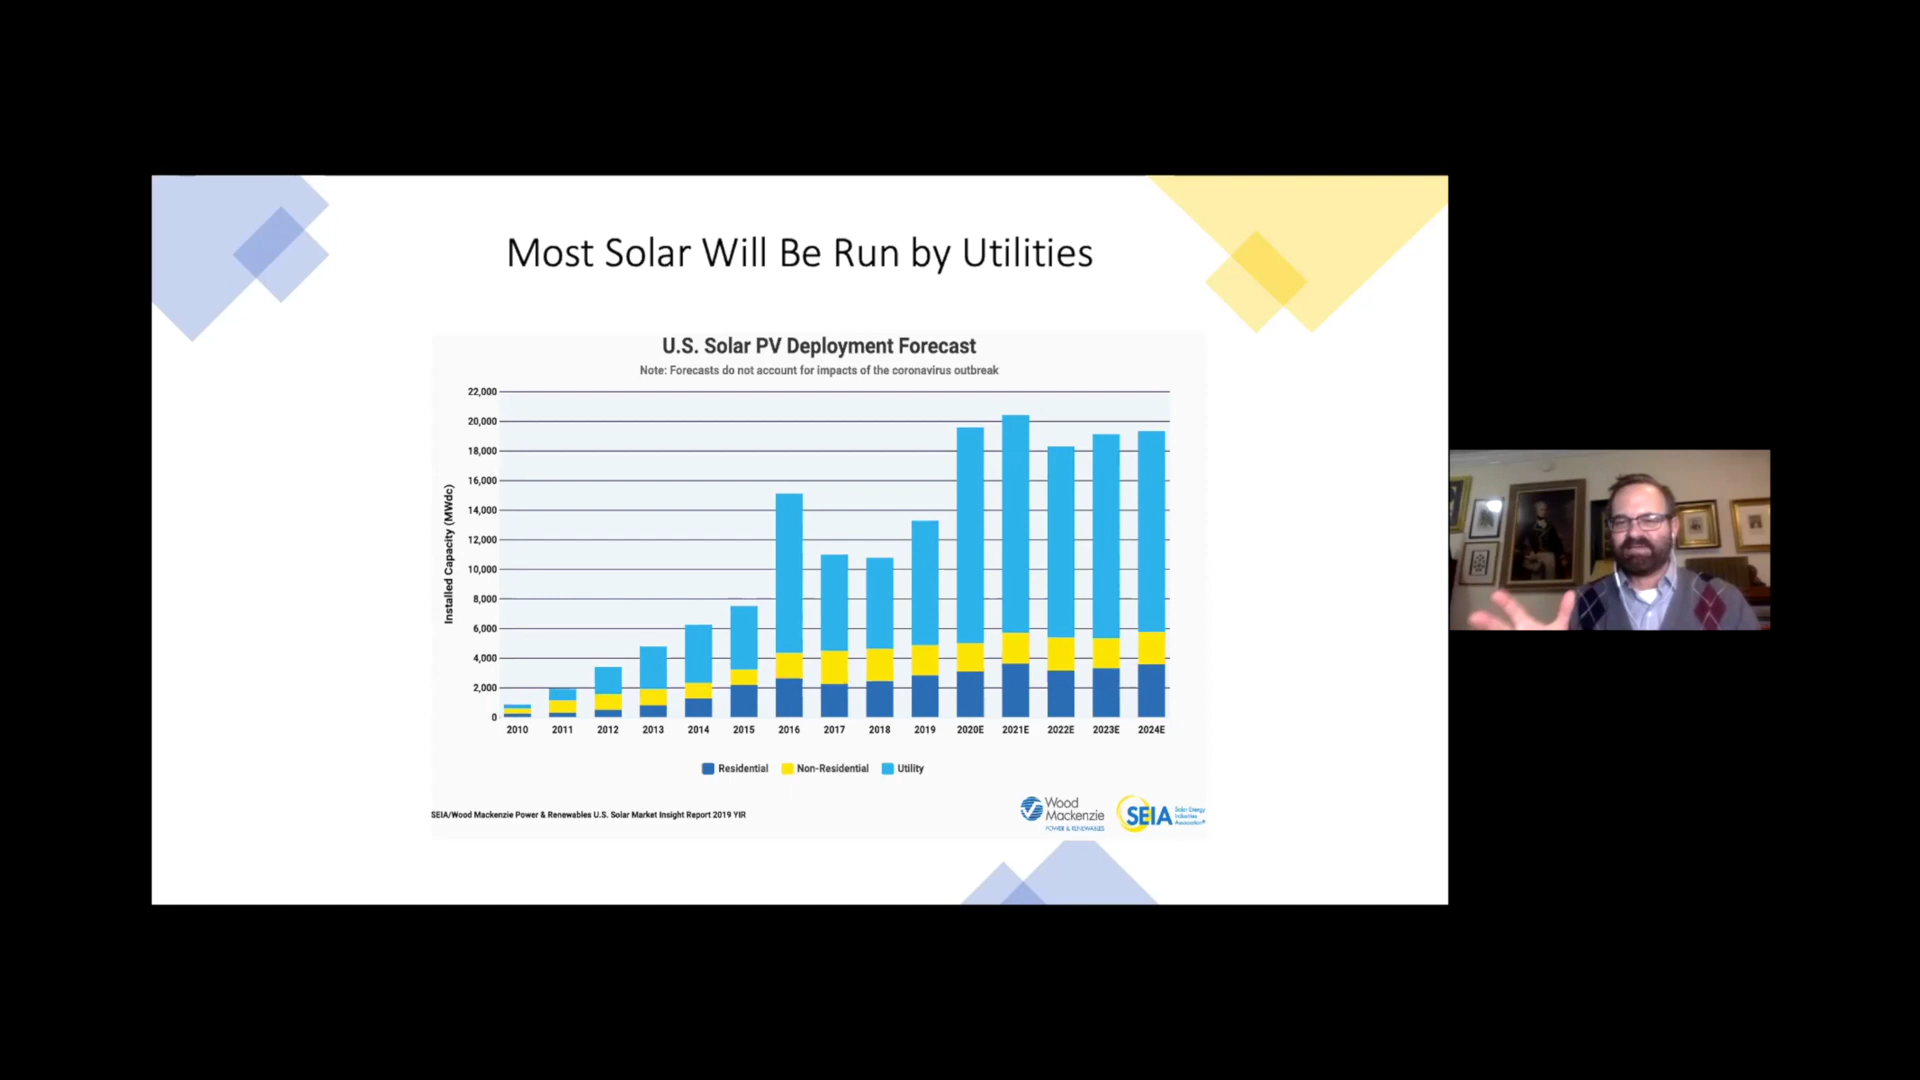 Most Solar Will Be Run by Utilities
U.S. Solar PV Deployment Forecast
Note: Forecasts do not account for impacts of the coronavirus outbreak
Installed Capacity (MWdc)
22,000
20,000
18,000
16,000
14,000
12,000
10,000
8,000
6,000
4,000
2,000
0
2010 2011 2012 2013 2014 2015 2016 2017 2018 2019 2020E 2021E 2022E 2023E 2024E
Residential Non-Residential Utility
SEIA/Wood Mackenzie Power & Renewables U.S. Solar Market Insight Report 2019 YIR
Wood
Mackenzie
POWER & RENEWABLES
SEIA
Solar Energy
Industries
Association®